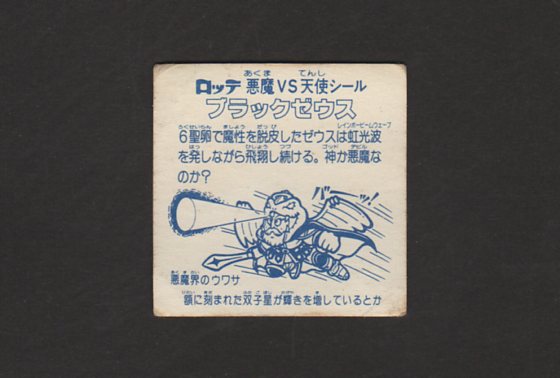 ロッテ 悪魔VS天使シール
ブラックゼウス
6聖卵で魔性を脱皮したゼウスは虹光波
を発しながら飛翔し続ける。神か悪魔な
のか?
バーッ!
悪魔界のウワサ
額に刻まれた双子星が輝きを増しているとか